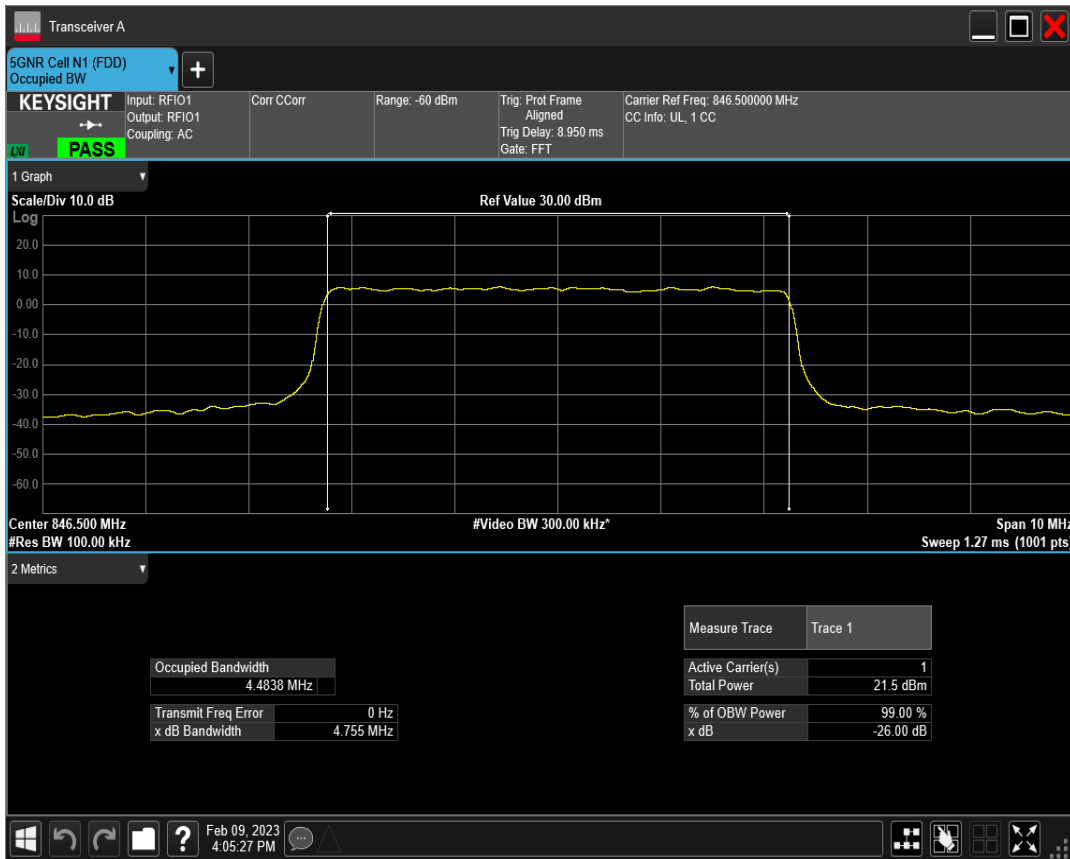 Transceiver A
5GNR Cell N1 (FDD)
Occupied BW
+
KEYSIGHT
LXI
PASS
Input: RFIO1
Output: RFIO1
Coupling: AC
Corr CCorr
Range: -60 dBm
Trig: Prot Frame
Aligned
Trig Delay: 8.950 ms
Gate: FFT
Carrier Ref Freq: 846.500000 MHz
CC Info: UL, 1 CC
1 Graph
Scale/Div 10.0 dB
Ref Value 30.00 dBm
Log
20.0
10.0
0.00
-10.0
-20.0
-30.0
-40.0
-50.0
-60.0
Center 846.500 MHz
#Video BW 300.00 kHz*
Span 10 MHz
#Res BW 100.00 kHz
Sweep 1.27 ms (1001 pts)
2 Metrics
Measure Trace Trace 1
Occupied Bandwidth
4.4838 MHz
Active Carrier(s) 1
Total Power 21.5 dBm
Transmit Freq Error 0 Hz
x dB Bandwidth 4.755 MHz
% of OBW Power 99.00 %
x dB -26.00 dB
?
Feb 09, 2023
4:05:27 PM